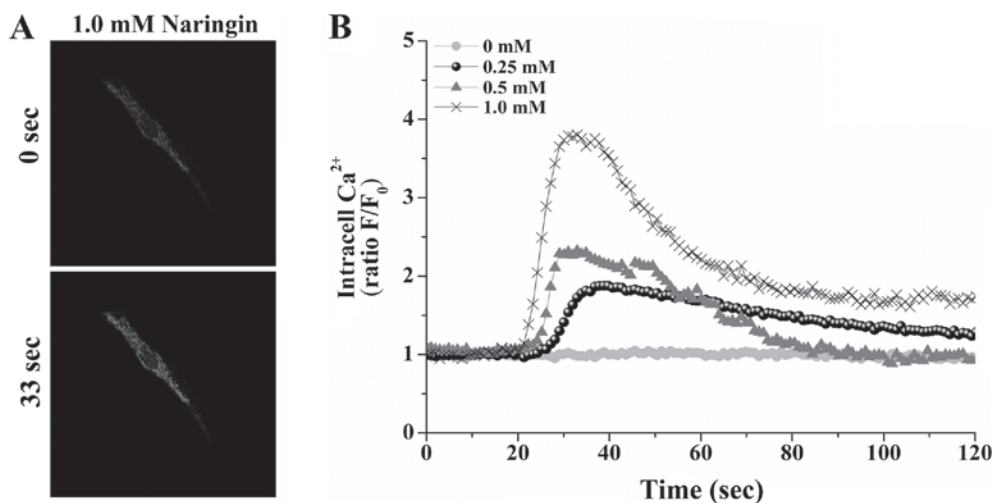 A
1.0 mM Naringin
0 sec
33 sec
B
Intracell Ca²⁺
(ratio F/F₀)
5
4
3
2
1
0
0 mM
0.25 mM
0.5 mM
1.0 mM
0 20 40 60 80 100 120
Time (sec)